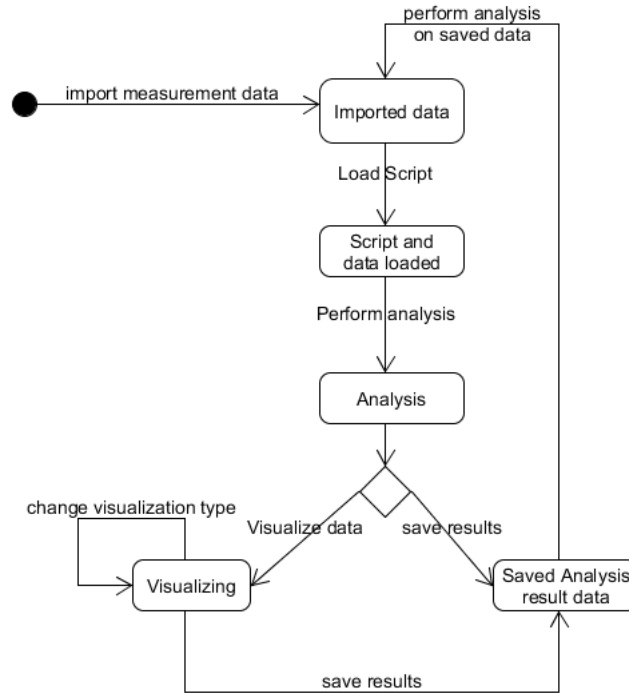 perform analysis
on saved data
import measurement data
Imported data
Load Script
Script and
data loaded
Perform analysis
Analysis
change visualization type
Visualize data
save results
Visualizing
Saved Analysis
result data
save results